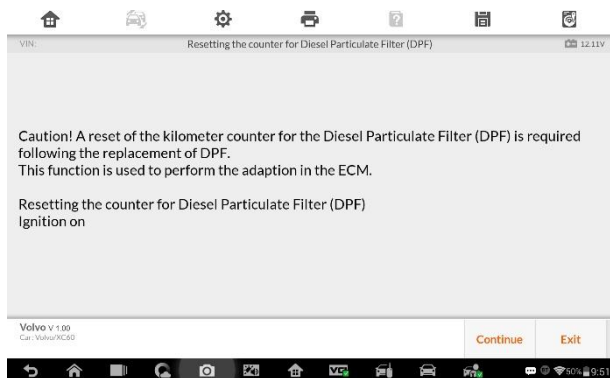 VIN:
Resetting the counter for Diesel Particulate Filter (DPF)
12.11V
Caution! A reset of the kilometer counter for the Diesel Particulate Filter (DPF) is required
following the replacement of DPF.
This function is used to perform the adaption in the ECM.
Resetting the counter for Diesel Particulate Filter (DPF)
Ignition on
Volvo V 1.00
Car: Volvo/XC60
Continue
Exit
50%
9:51